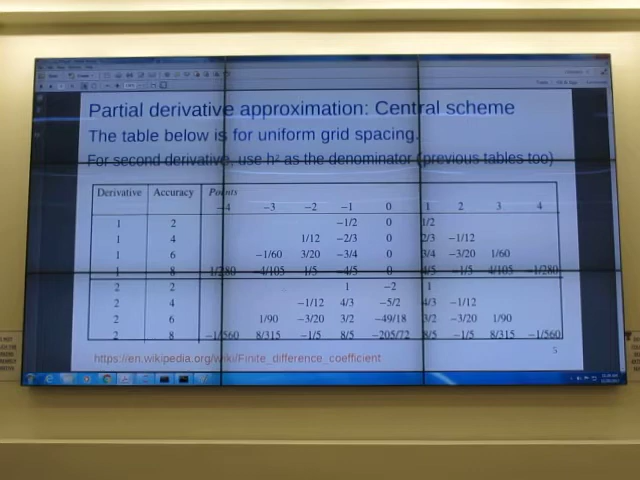 Partial derivative approximation: Central scheme
The table below is for uniform grid spacing.
For second derivative, use h² as the denominator (previous tables too)
Derivative Accuracy Points
−4 −3 −2 −1 0 1 2 3 4
1 2 −1/2 0 1/2
1 4 1/12 −2/3 0 2/3 −1/12
1 6 −1/60 3/20 −3/4 0 3/4 −3/20 1/60
1 8 1/280 −4/105 1/5 −4/5 0 4/5 −1/5 4/105 −1/280
2 2 1 −2 1
2 4 −1/12 4/3 −5/2 4/3 −1/12
2 6 1/90 −3/20 3/2 −49/18 3/2 −3/20 1/90
2 8 −1/560 8/315 −1/5 8/5 −205/72 8/5 −1/5 8/315 −1/560
https://en.wikipedia.org/wiki/Finite_difference_coefficient
5